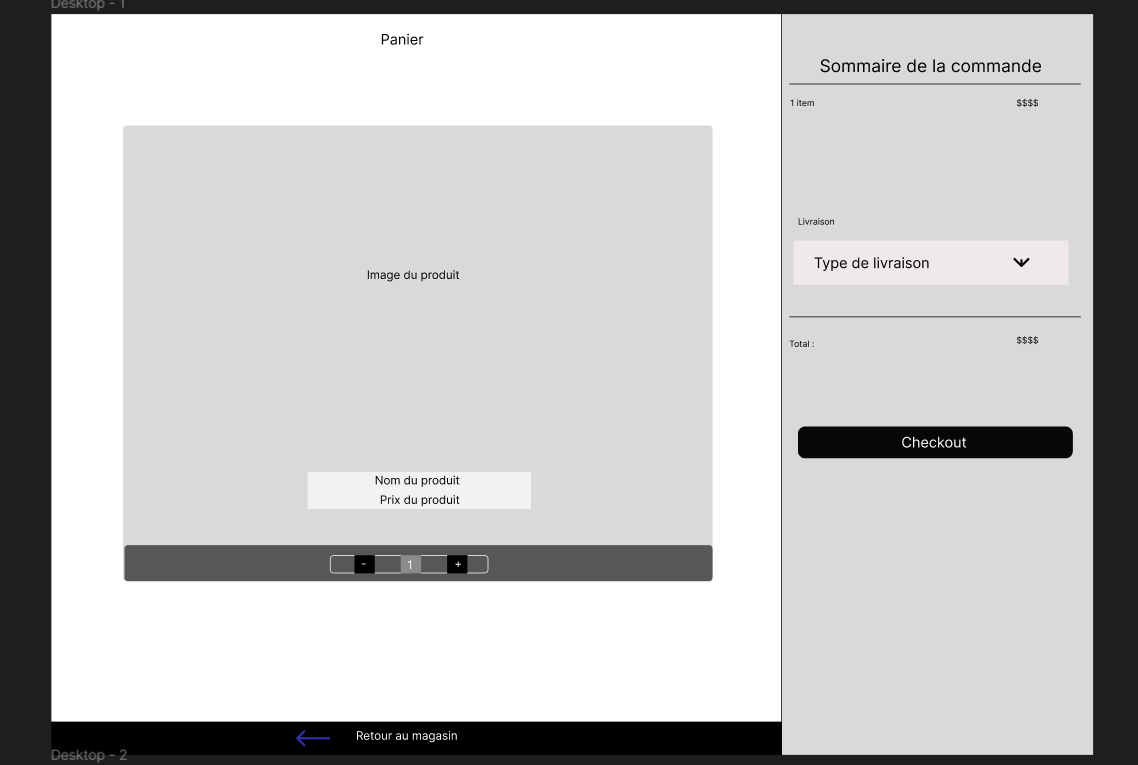 Desktop - 1
Panier
Image du produit
Nom du produit
Prix du produit
- 1 +
Retour au magasin
Sommaire de la commande
1 item $$$$
Livraison
Type de livraison
Total : $$$$
Checkout
Desktop - 2